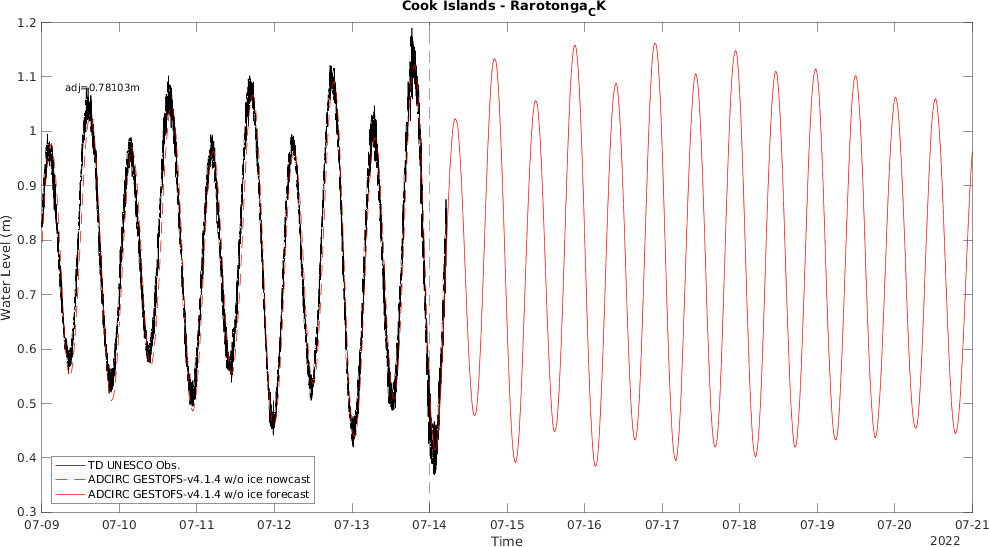 Cook Islands - Rarotonga_CK
1.2
1.1
1
0.9
0.8
0.7
0.6
0.5
0.4
0.3
Water Level (m)
adj=0.78103m
TD UNESCO Obs.
ADCIRC GESTOFS-v4.1.4 w/o ice nowcast
ADCIRC GESTOFS-v4.1.4 w/o ice forecast
07-09 07-10 07-11 07-12 07-13 07-14 07-15 07-16 07-17 07-18 07-19 07-20 07-21
Time
2022